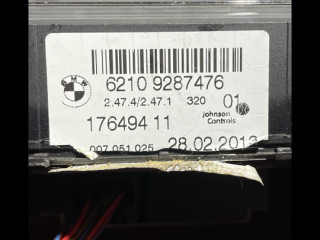 BMW
6210 9287476
2.47.4/2.47.1 320 01
Johnson
Controls
176494 11
007.051.025 28.02.2013